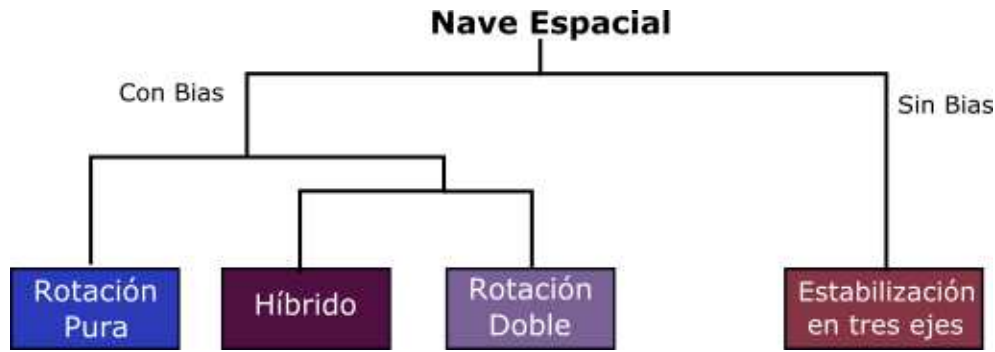 Nave Espacial
Con Bias
Sin Bias
Rotación
Pura
Híbrido
Rotación
Doble
Estabilización
en tres ejes